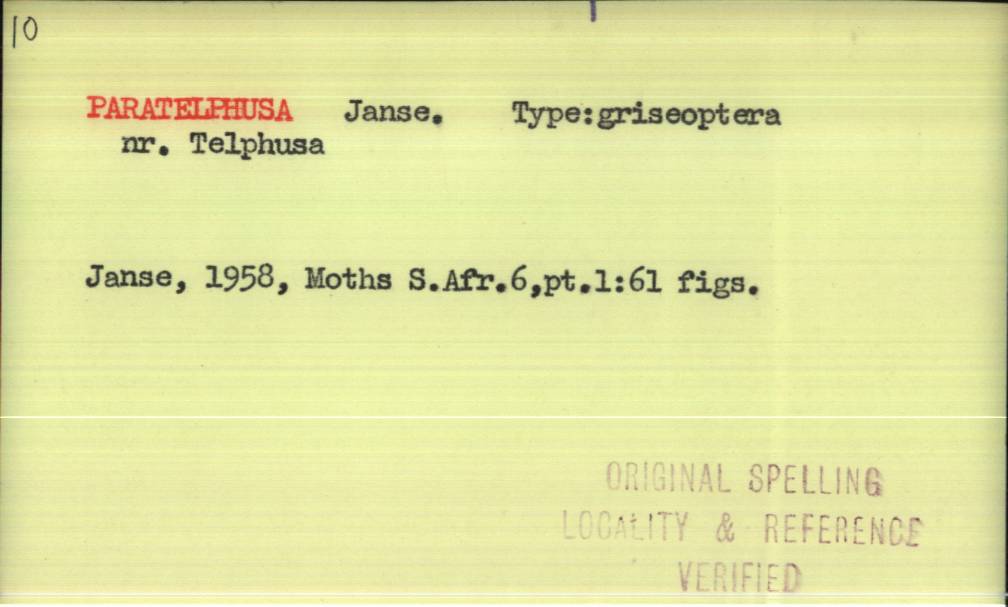 10
PARATELPHUSA Janse. Type:griseoptera
nr. Telphusa
Janse, 1958, Moths S.Afr.6,pt.1:61 figs.
ORIGINAL SPELLING
LOCALITY & REFERENCE
VERIFIED